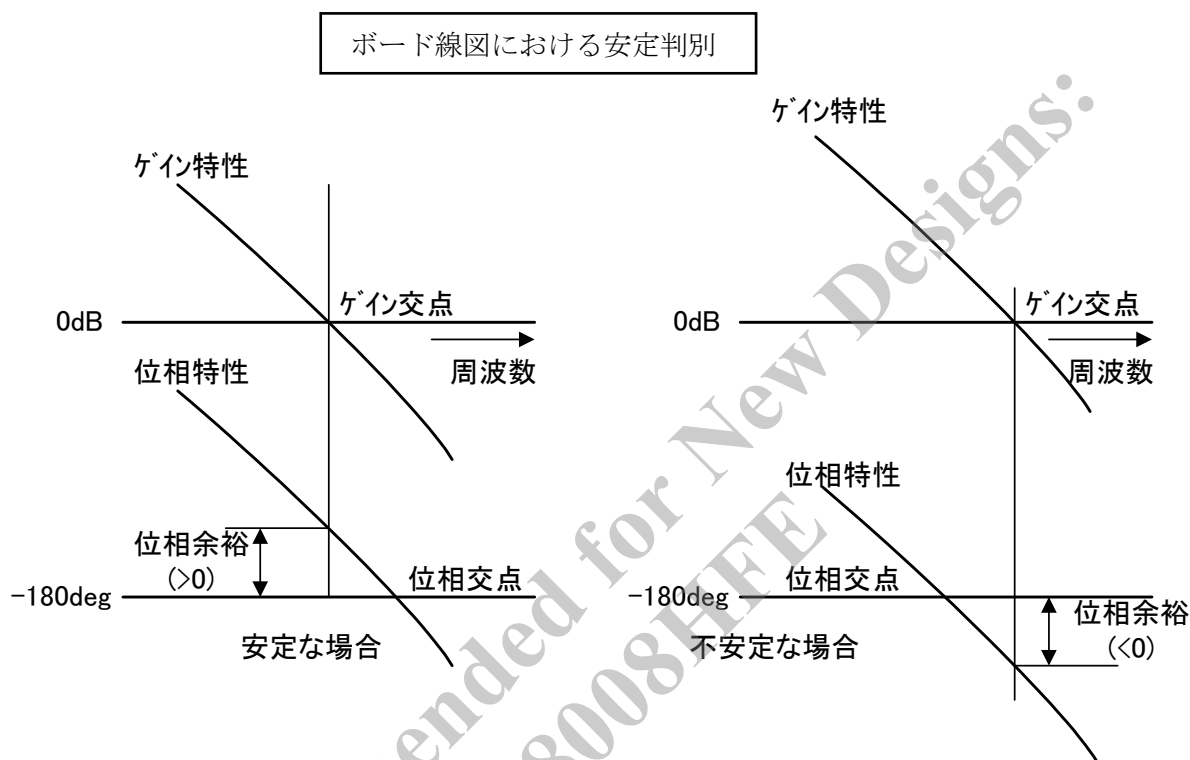 ボード線図における安定判別
ゲイン特性
0dB
ゲイン交点
周波数
位相特性
位相余裕
(>0)
-180deg
位相交点
安定な場合
ゲイン特性
0dB
ゲイン交点
周波数
位相特性
-180deg
位相交点
位相余裕
(<0)
不安定な場合
ended for New Designs:
8008HFE